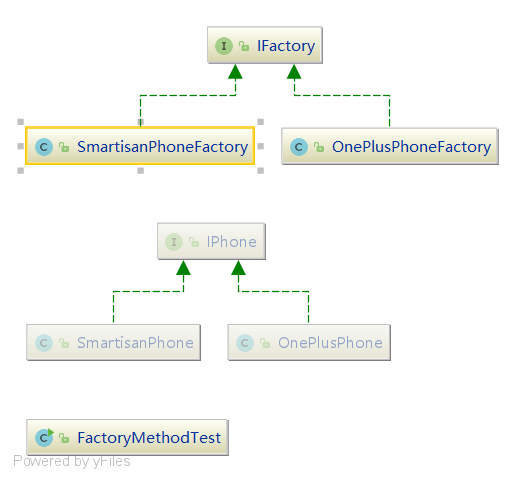 I IFactory
C SmartisanPhoneFactory
C OnePlusPhoneFactory
I IPhone
C SmartisanPhone
C OnePlusPhone
C FactoryMethodTest
Powered by yFiles